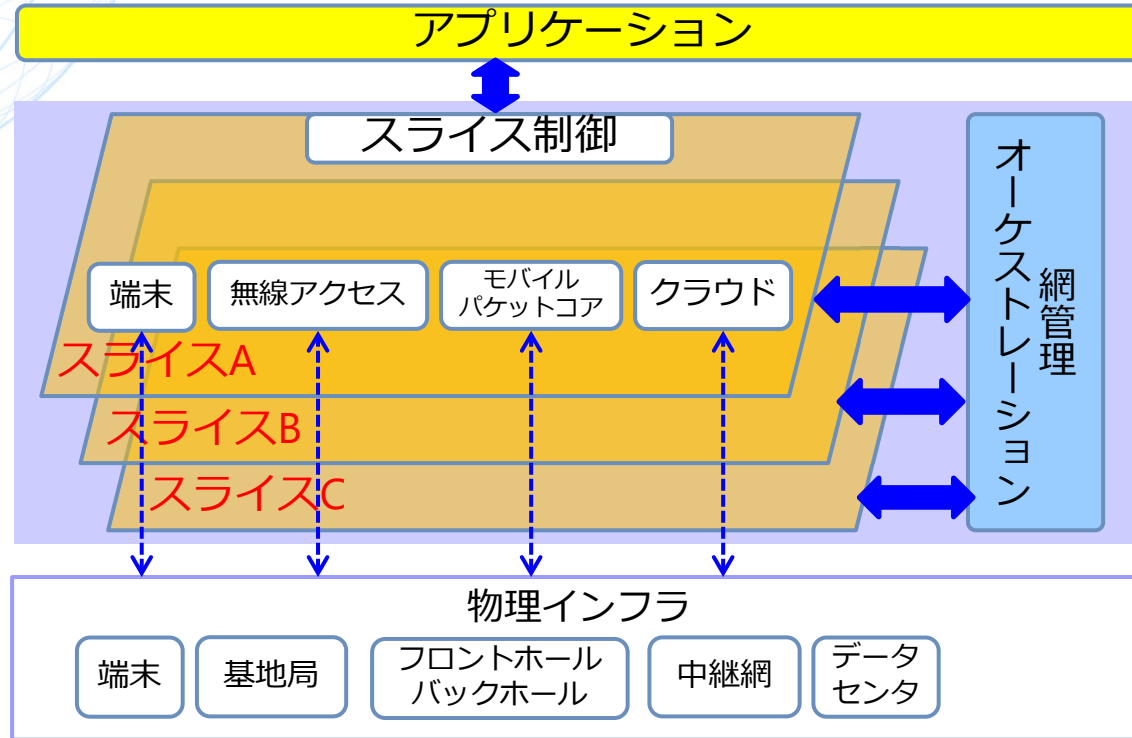 アプリケーション
スライス制御
端末
無線アクセス
モバイル
パケットコア
クラウド
スライスA
スライスB
スライスC
網管理
オーケストレーション
物理インフラ
端末
基地局
フロントホール
バックホール
中継網
データ
センタ